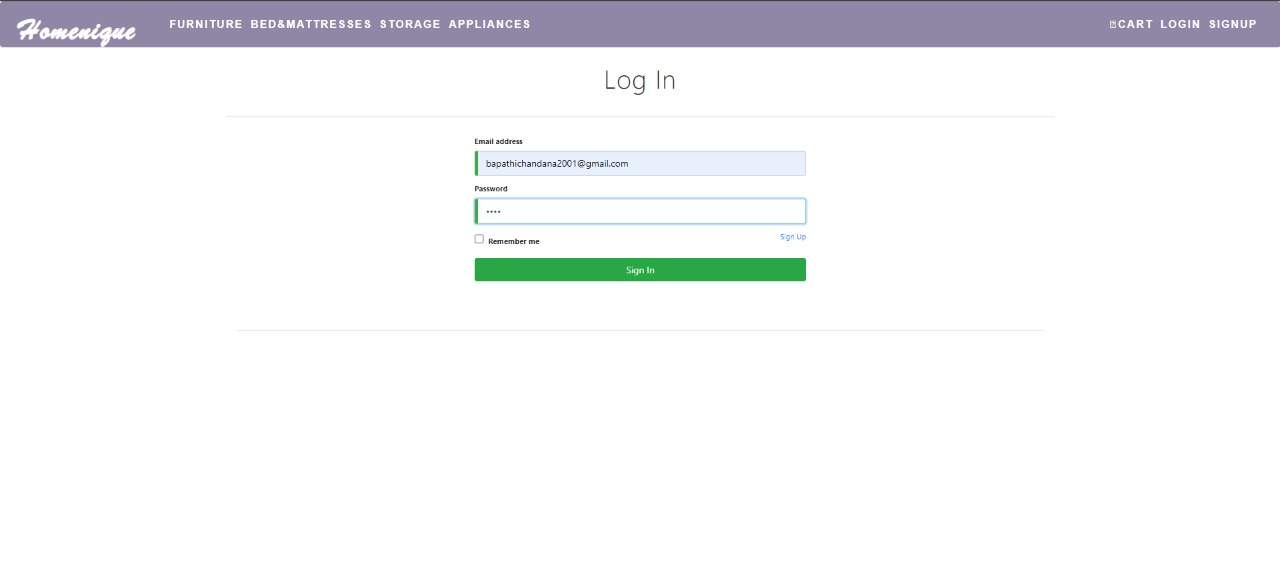 Homenique FURNITURE BED&MATTRESSES STORAGE APPLIANCES CART LOGIN SIGNUP
Log In
Email address
bapathichandana2001@gmail.com
Password
••••
Remember me Sign Up
Sign In